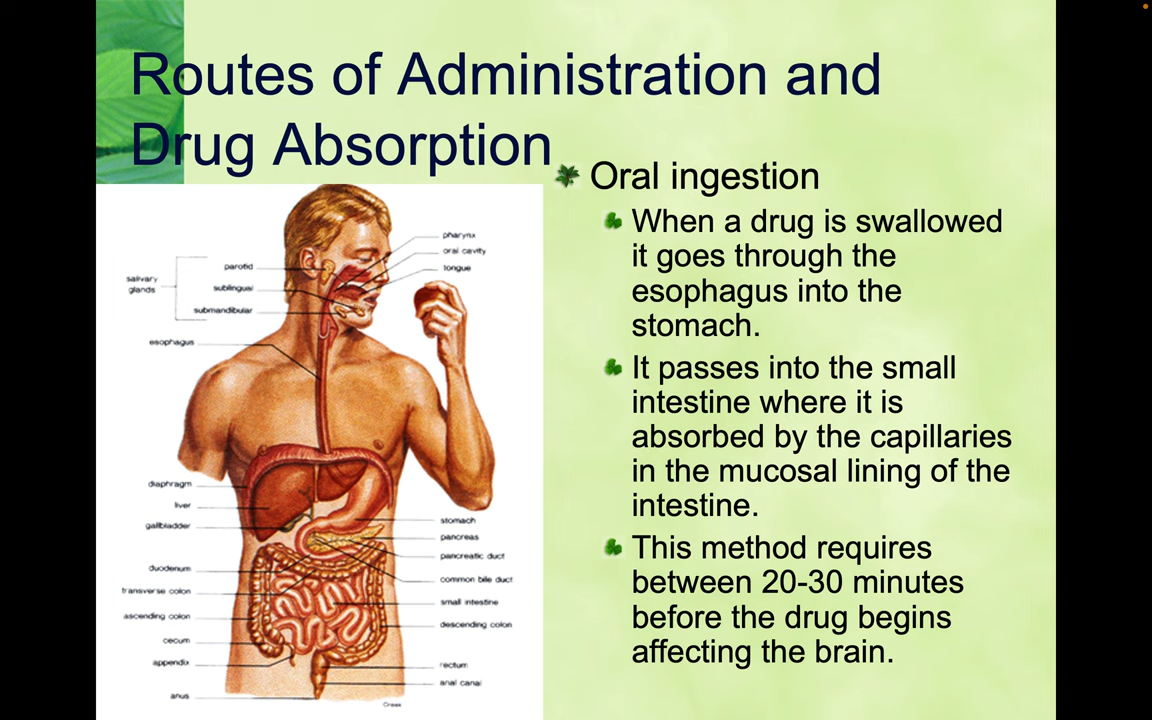 Routes of Administration and
Drug Absorption
Oral ingestion
When a drug is swallowed
it goes through the
esophagus into the
stomach.
It passes into the small
intestine where it is
absorbed by the capillaries
in the mucosal lining of the
intestine.
This method requires
between 20-30 minutes
before the drug begins
affecting the brain.
pharynx
oral cavity
tongue
parotid
salivary
glands
sublingual
submandibular
esophagus
diaphragm
liver
gallbladder
duodenum
transverse colon
ascending colon
cecum
appendix
anus
stomach
pancreas
pancreatic duct
common bile duct
small intestine
descending colon
rectum
anal canal